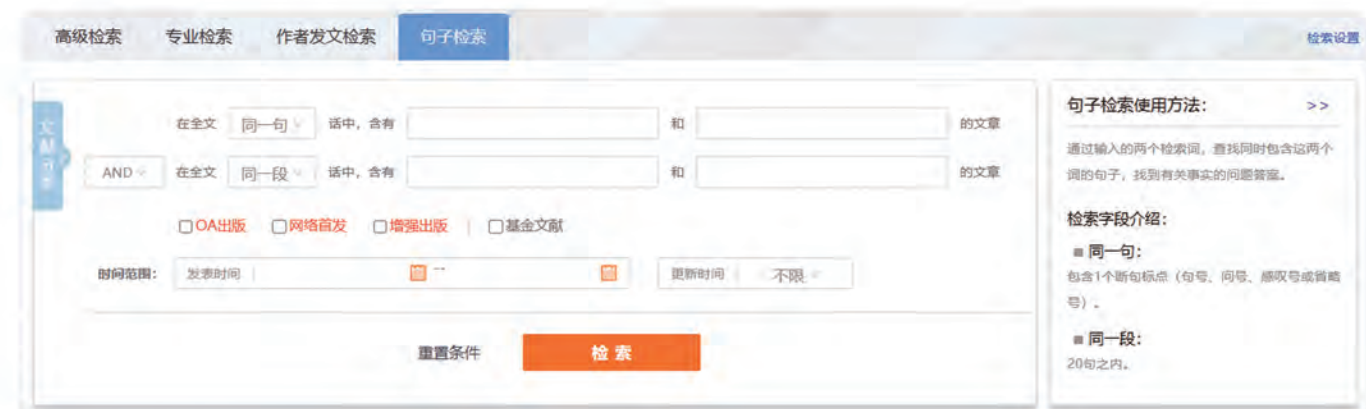 高级检索 专业检索 作者发文检索 句子检索 检索设置
在全文 同一句 话中，含有 和 的文章
AND 在全文 同一段 话中，含有 和 的文章
OA出版 网络首发 增强出版 基金文献
时间范围： 发表时间 -- 更新时间 不限
重置条件 检索
句子检索使用方法： >>
通过输入的两个检索词，查找同时包含这两个
词的句子，找到有关事实的问题答案。
检索字段介绍：
同一句：
包含1个断句标点（句号、问号、感叹号或省略
号）。
同一段：
20句之内。